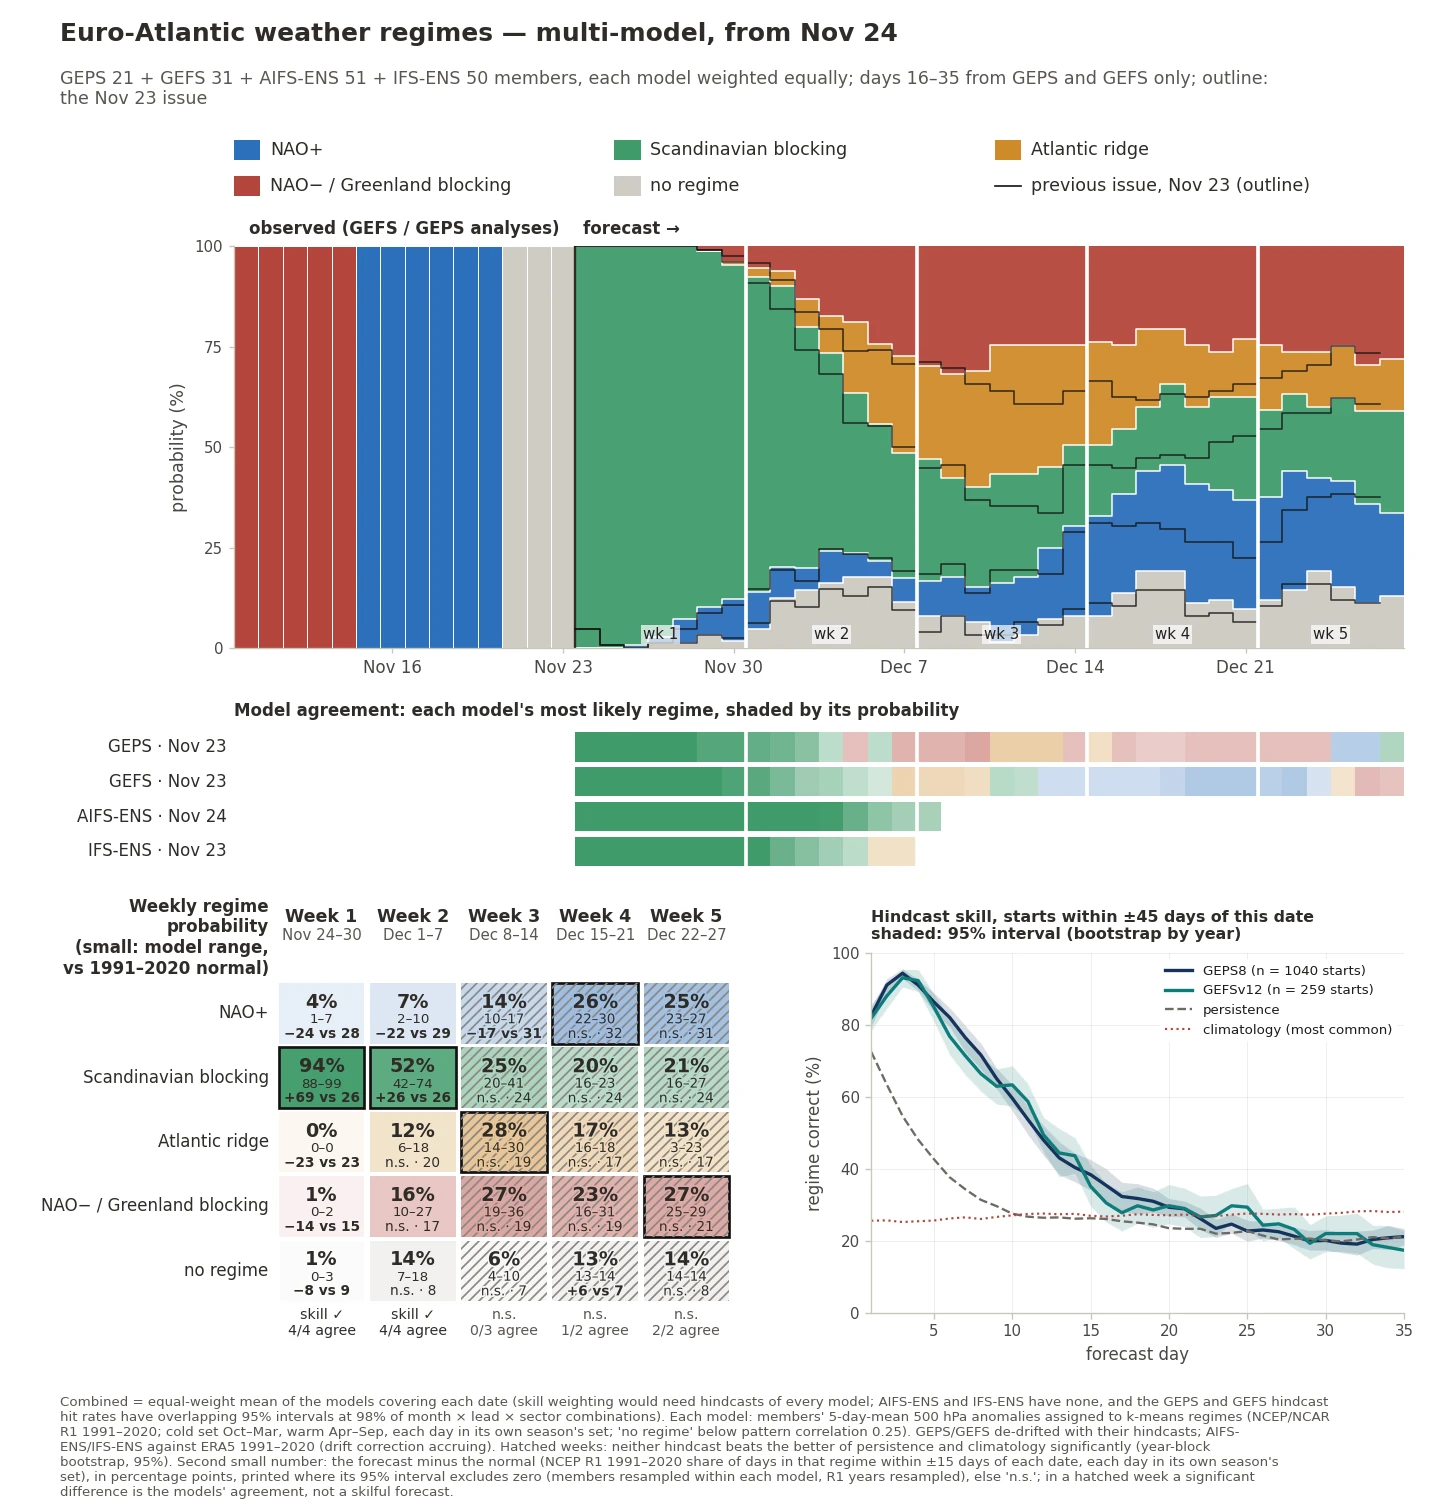 Euro-Atlantic weather regimes — multi-model, from Nov 24
GEPS 21 + GEFS 31 + AIFS-ENS 51 + IFS-ENS 50 members, each model weighted equally; days 16–35 from GEPS and GEFS only; outline:
the Nov 23 issue
NAO+
Scandinavian blocking
Atlantic ridge
NAO− / Greenland blocking
no regime
previous issue, Nov 23 (outline)
observed (GEFS / GEPS analyses)
forecast →
100
75
50
25
0
probability (%)
wk 1
wk 2
wk 3
wk 4
wk 5
Nov 16
Nov 23
Nov 30
Dec 7
Dec 14
Dec 21
Model agreement: each model's most likely regime, shaded by its probability
GEPS · Nov 23
GEFS · Nov 23
AIFS-ENS · Nov 24
IFS-ENS · Nov 23
Weekly regime
probability
(small: model range,
vs 1991–2020 normal)
Week 1 Week 2 Week 3 Week 4 Week 5
Nov 24–30 Dec 1–7 Dec 8–14 Dec 15–21 Dec 22–27
NAO+
4% 7% 14% 26% 25%
1–7 2–10 10–17 22–30 23–27
−24 vs 28 −22 vs 29 −17 vs 31 n.s. · 32 n.s. · 31
Scandinavian blocking
94% 52% 25% 20% 21%
88–99 42–74 20–41 16–23 16–27
+69 vs 26 +26 vs 26 n.s. · 24 n.s. · 24 n.s. · 24
Atlantic ridge
0% 12% 28% 17% 13%
0–0 6–18 14–30 16–18 3–23
−23 vs 23 n.s. · 20 n.s. · 19 n.s. · 17 n.s. · 17
NAO− / Greenland blocking
1% 16% 27% 23% 27%
0–2 10–27 19–36 16–31 25–29
−14 vs 15 n.s. · 17 n.s. · 19 n.s. · 19 n.s. · 21
no regime
1% 14% 6% 13% 14%
0–3 7–18 4–10 13–14 14–14
−8 vs 9 n.s. · 8 n.s. · 7 +6 vs 7 n.s. · 8
skill ✓ skill ✓ n.s. n.s. n.s.
4/4 agree 4/4 agree 0/3 agree 1/2 agree 2/2 agree
Hindcast skill, starts within ±45 days of this date
shaded: 95% interval (bootstrap by year)
GEPS8 (n = 1040 starts)
GEFSv12 (n = 259 starts)
persistence
climatology (most common)
100
80
60
40
20
0
regime correct (%)
5 10 15 20 25 30 35
forecast day
Combined = equal-weight mean of the models covering each date (skill weighting would need hindcasts of every model; AIFS-ENS and IFS-ENS have none, and the GEPS and GEFS hindcast
hit rates have overlapping 95% intervals at 98% of month × lead × sector combinations). Each model: members' 5-day-mean 500 hPa anomalies assigned to k-means regimes (NCEP/NCAR
R1 1991–2020; cold set Oct–Mar, warm Apr–Sep, each day in its own season's set; 'no regime' below pattern correlation 0.25). GEPS/GEFS de-drifted with their hindcasts; AIFS-
ENS/IFS-ENS against ERA5 1991–2020 (drift correction accruing). Hatched weeks: neither hindcast beats the better of persistence and climatology significantly (year-block
bootstrap, 95%). Second small number: the forecast minus the normal (NCEP R1 1991–2020 share of days in that regime within ±15 days of each date, each day in its own season's
set), in percentage points, printed where its 95% interval excludes zero (members resampled within each model, R1 years resampled), else 'n.s.'; in a hatched week a significant
difference is the models' agreement, not a skilful forecast.